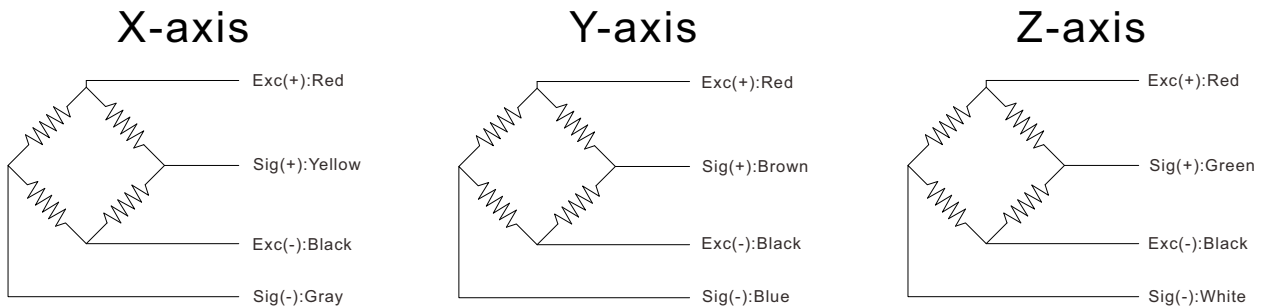 X-axis
Exc(+):Red
Sig(+):Yellow
Exc(-):Black
Sig(-):Gray
Y-axis
Exc(+):Red
Sig(+):Brown
Exc(-):Black
Sig(-):Blue
Z-axis
Exc(+):Red
Sig(+):Green
Exc(-):Black
Sig(-):White